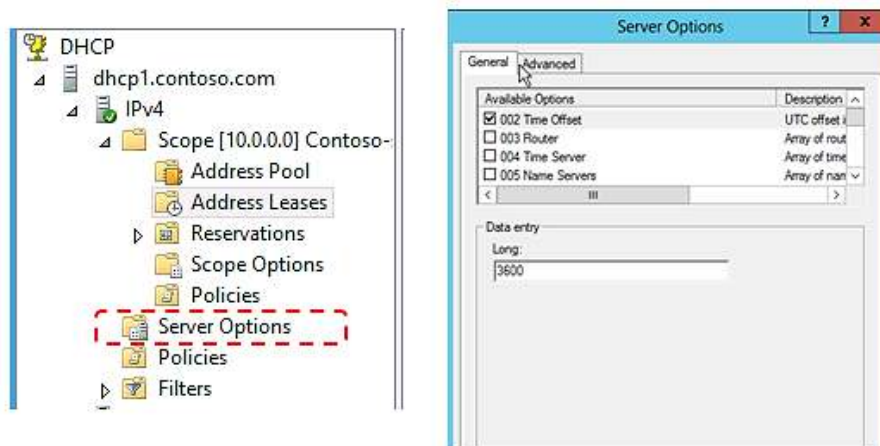 DHCP
dhcp1.contoso.com
IPv4
Scope [10.0.0.0] Contoso-
Address Pool
Address Leases
Reservations
Scope Options
Policies
Server Options
Policies
Filters
Server Options
? x
General Advanced
Available Options Description
002 Time Offset UTC offset i
003 Router Array of rout
004 Time Server Array of time
005 Name Servers Array of nan
Data entry
Long:
3600